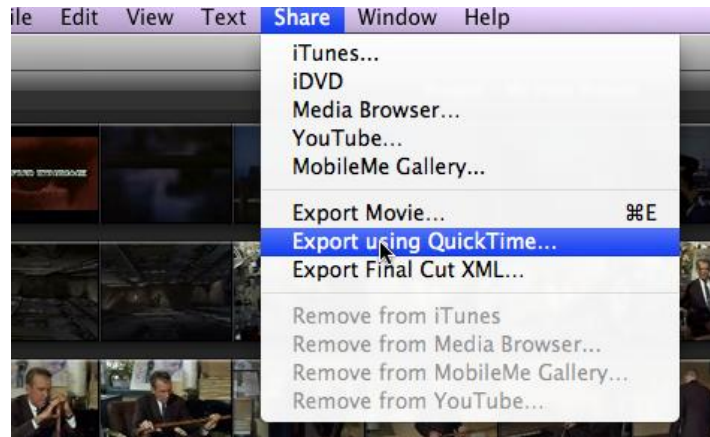 ile Edit View Text Share Window Help
iTunes...
iDVD
Media Browser...
YouTube...
MobileMe Gallery...
Export Movie... ⌘E
Export using QuickTime...
Export Final Cut XML...
Remove from iTunes
Remove from Media Browser...
Remove from MobileMe Gallery...
Remove from YouTube...